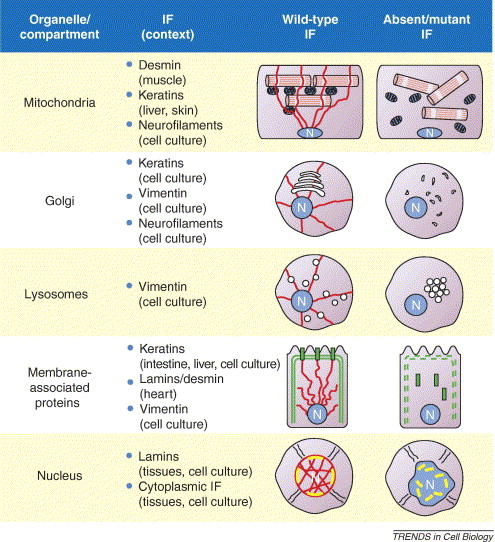 Organelle/
compartment
IF
(context)
Wild-type
IF
Absent/mutant
IF
Mitochondria
• Desmin
(muscle)
• Keratins
(liver, skin)
• Neurofilaments
(cell culture)
N
Golgi
• Keratins
(cell culture)
• Vimentin
(cell culture)
• Neurofilaments
(cell culture)
N
N
Lysosomes
• Vimentin
(cell culture)
N
N
Membrane-
associated
proteins
• Keratins
(intestine, liver, cell culture)
• Lamins/desmin
(heart)
• Vimentin
(cell culture)
N
N
Nucleus
• Lamins
(tissues, cell culture)
• Cytoplasmic IF
(tissues, cell culture)
N
TRENDS in Cell Biology